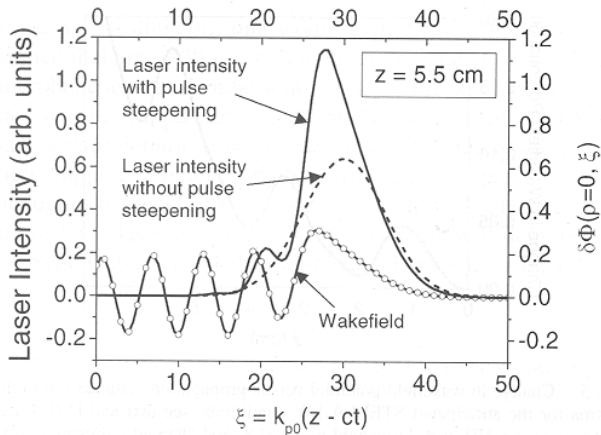 0 10 20 30 40 50
1.2 1.2
1.0 1.0
0.8 0.8
0.6 0.6
0.4 0.4
0.2 0.2
0.0 0.0
-0.2 -0.2
0 10 20 30 40 50
Laser Intensity (arb. units)
Laser intensity
with pulse
steepening
z = 5.5 cm
Laser intensity
without pulse
steepening
Wakefield
δΦ(ρ=0, ξ)
ξ = k_{p0}(z - ct)